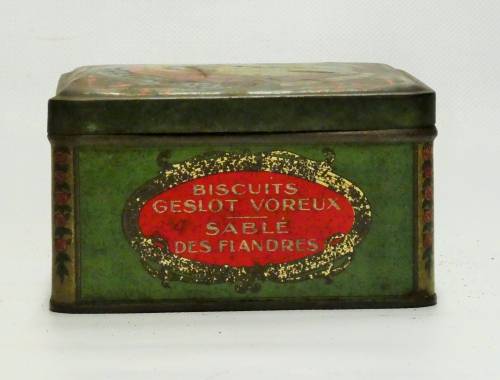 BISCUITS
GESLOT VOREUX
SABLÉ
DES FLANDRES